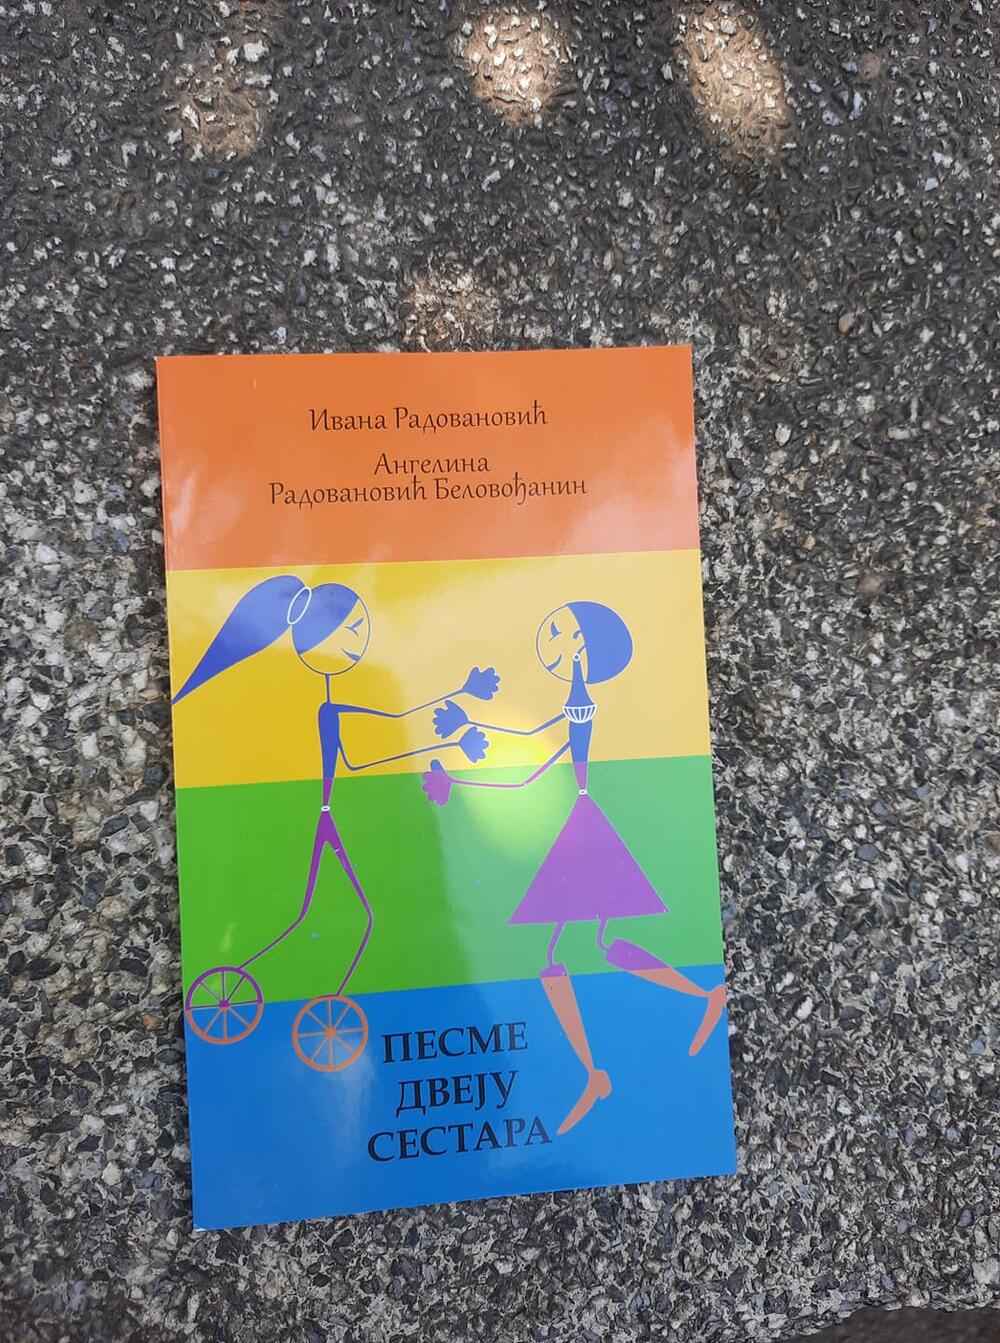 Ивана Радовановић
Ангелина
Радовановић Беловођанин
ПЕСМЕ
ДВЕЈУ
СЕСТАРА